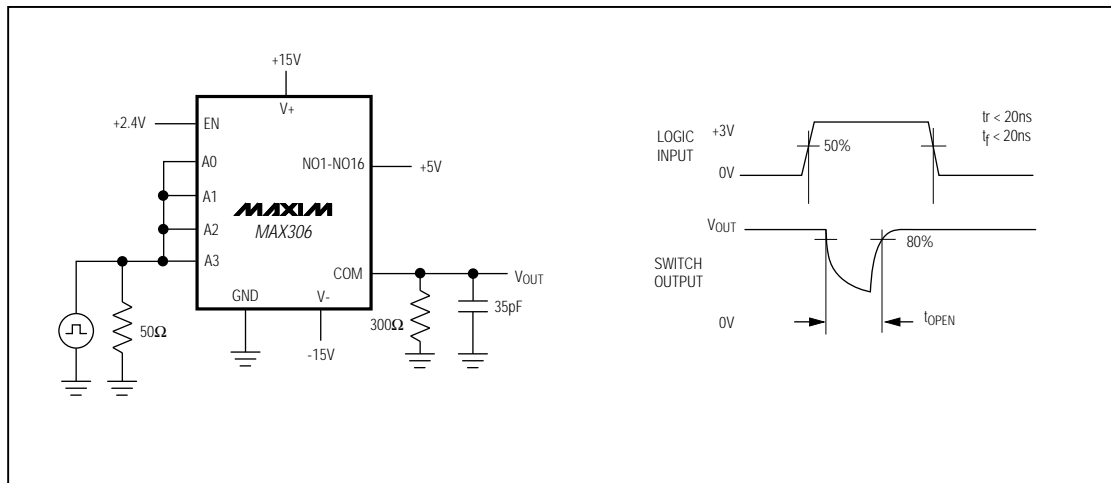 +15V
V+
+2.4V
EN
A0
NO1-NO16
+5V
A1
A2
MAXIM
MAX306
A3
COM
VOUT
GND
V-
50Ω
300Ω
35pF
-15V
LOGIC
INPUT
+3V
0V
50%
tr < 20ns
tf < 20ns
VOUT
SWITCH
OUTPUT
80%
0V
tOPEN